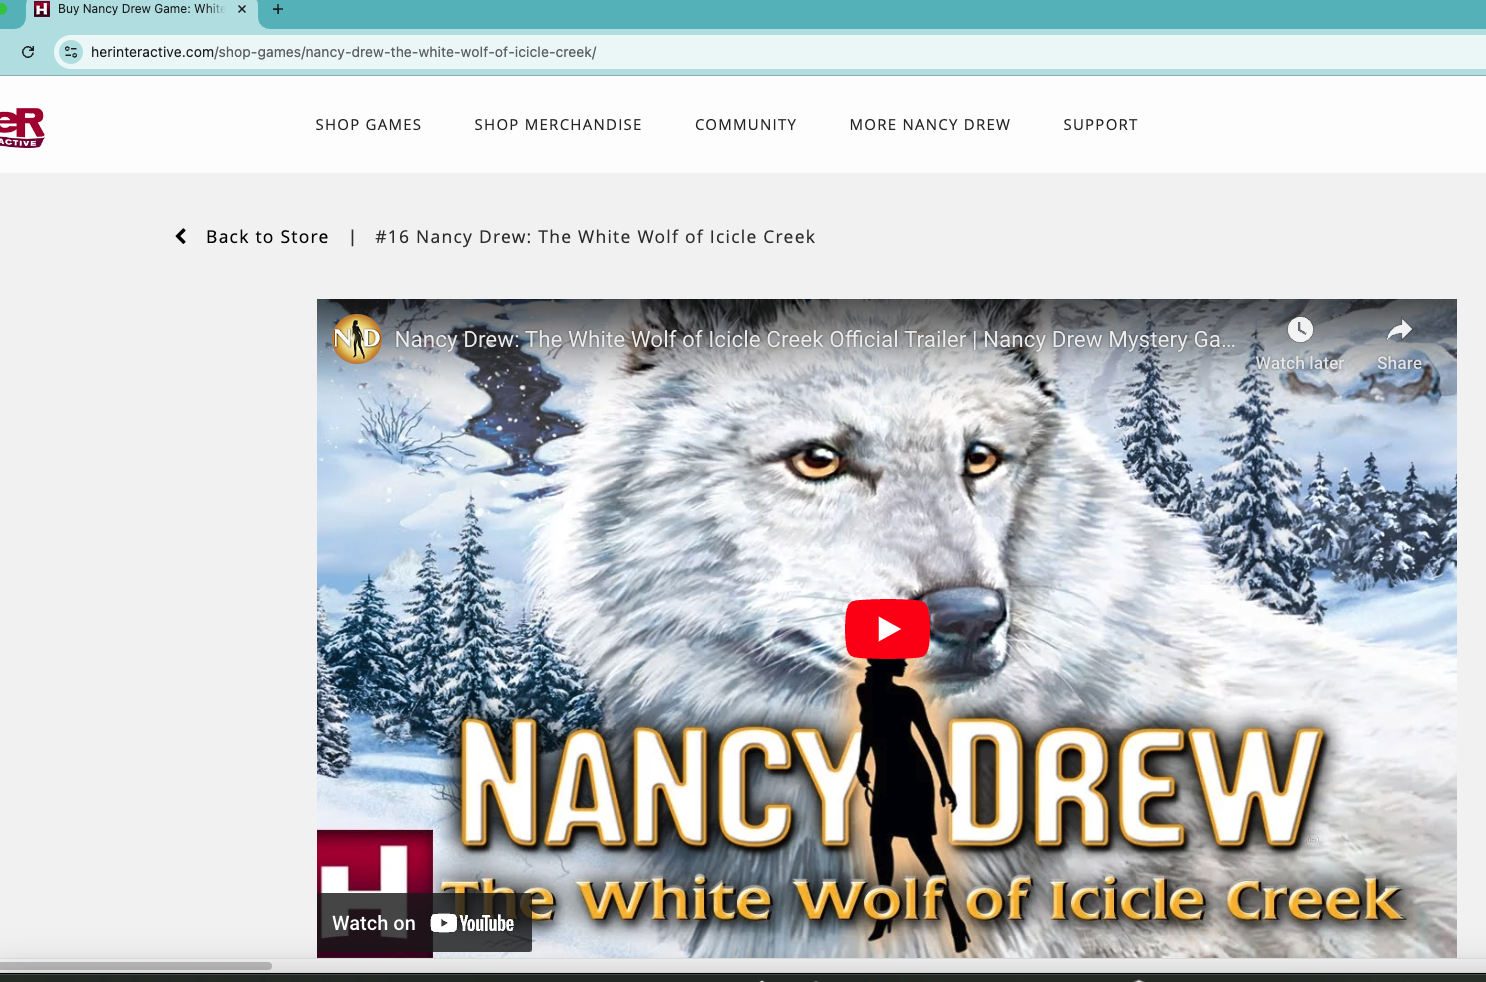 Buy Nancy Drew Game: White
herinteractive.com/shop-games/nancy-drew-the-white-wolf-of-icicle-creek/
eR
ACTIVE
SHOP GAMES SHOP MERCHANDISE COMMUNITY MORE NANCY DREW SUPPORT
Back to Store | #16 Nancy Drew: The White Wolf of Icicle Creek
ND Nancy Drew: The White Wolf of Icicle Creek Official Trailer | Nancy Drew Mystery Ga...
Watch later Share
NANCY DREW
The White Wolf of Icicle Creek
Watch on YouTube